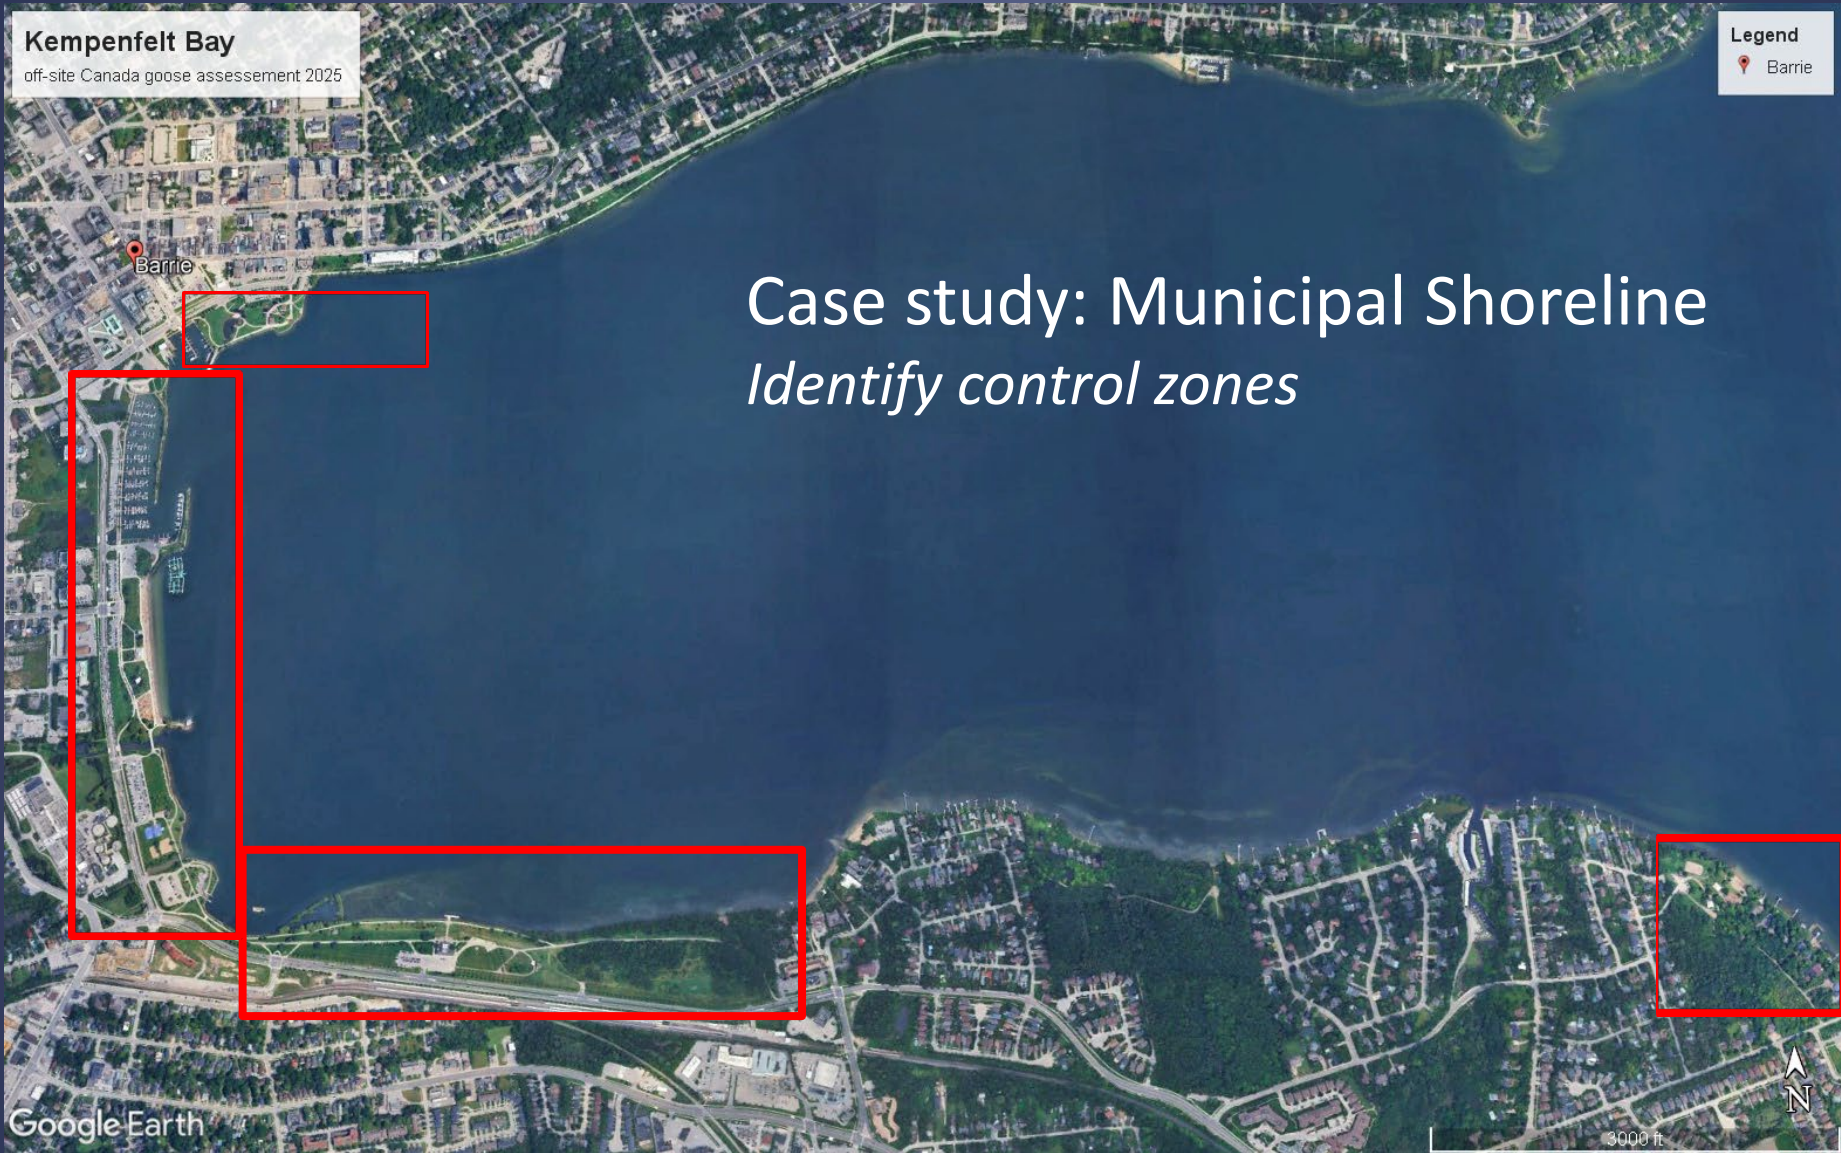 Kempenfelt Bay
off-site Canada goose assessement 2025
Legend
Barrie
Barrie
Case study: Municipal Shoreline
Identify control zones
N
Google Earth
3000 ft